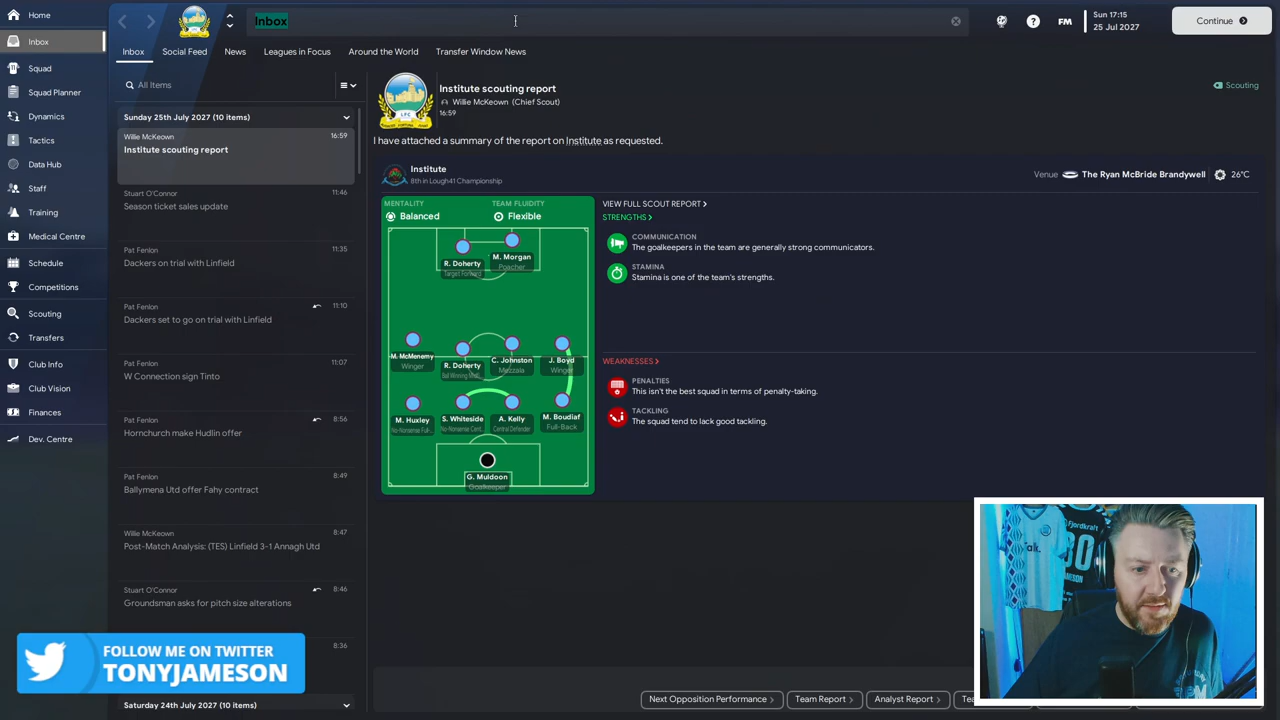 Home
Inbox
Squad
Squad Planner
Dynamics
Tactics
Data Hub
Staff
Training
Medical Centre
Schedule
Competitions
Scouting
Transfers
Club Info
Club Vision
Finances
Dev. Centre
Inbox
FM
Sun 17:15
25 Jul 2027
Continue
Inbox
Social Feed
News
Leagues in Focus
Around the World
Transfer Window News
All Items
Sunday 25th July 2027 (10 items)
Willie McKeown
16:59
Institute scouting report
Stuart O'Connor
11:46
Season ticket sales update
Pat Fenlon
11:35
Dackers on trial with Linfield
Pat Fenlon
11:10
Dackers set to go on trial with Linfield
Pat Fenlon
11:07
W Connection sign Tinto
Pat Fenlon
8:56
Hornchurch make Hudlin offer
Pat Fenlon
8:49
Ballymena Utd offer Fahy contract
Willie McKeown
8:47
Post-Match Analysis: (TES) Linfield 3-1 Annagh Utd
Stuart O'Connor
8:46
Groundsman asks for pitch size alterations
8:36
Saturday 24th July 2027 (10 items)
Institute scouting report
Willie McKeown (Chief Scout)
16:59
Scouting
I have attached a summary of the report on Institute as requested.
Institute
8th in Lough41 Championship
Venue
The Ryan McBride Brandywell
26°C
MENTALITY
Balanced
TEAM FLUIDITY
Flexible
R. Doherty
Target Forward
M. Morgan
Poacher
M. McMenemy
Winger
R. Doherty
C. Johnston
Mezzala
J. Boyd
Winger
M. Huxley
S. Whiteside
A. Kelly
Central Defender
M. Boudiaf
Full-Back
G. Muldoon
Goalkeeper
VIEW FULL SCOUT REPORT >
STRENGTHS >
COMMUNICATION
The goalkeepers in the team are generally strong communicators.
STAMINA
Stamina is one of the team's strengths.
WEAKNESSES >
PENALTIES
This isn't the best squad in terms of penalty-taking.
TACKLING
The squad tend to lack good tackling.
Next Opposition Performance >
Team Report >
Analyst Report >
FOLLOW ME ON TWITTER
TONYJAMESON
Fjordkraft
JAMESON